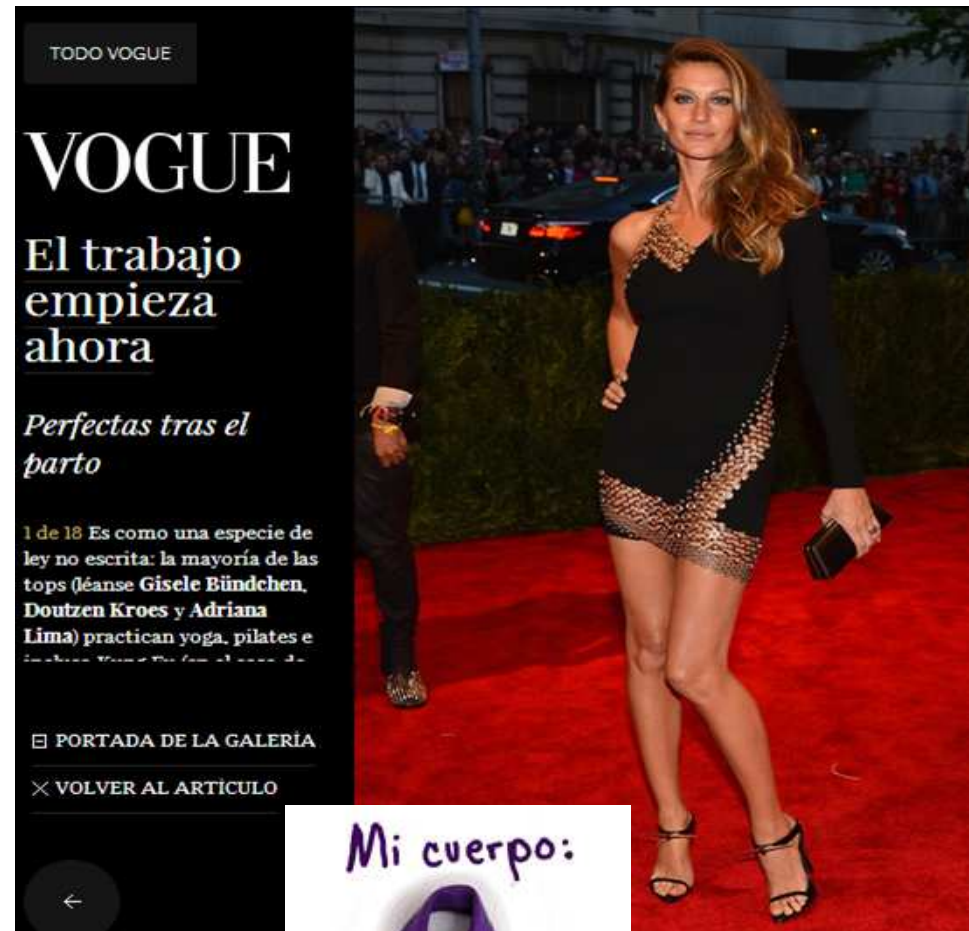 TODO VOGUE
VOGUE
El trabajo
empieza
ahora
Perfectas tras el
parto
1 de 18 Es como una especie de
ley no escrita: la mayoría de las
tops (léanse Gisele Bündchen,
Doutzen Kroes y Adriana
Lima) practican yoga, pilates e
PORTADA DE LA GALERÍA
VOLVER AL ARTÍCULO
Mi cuerpo: